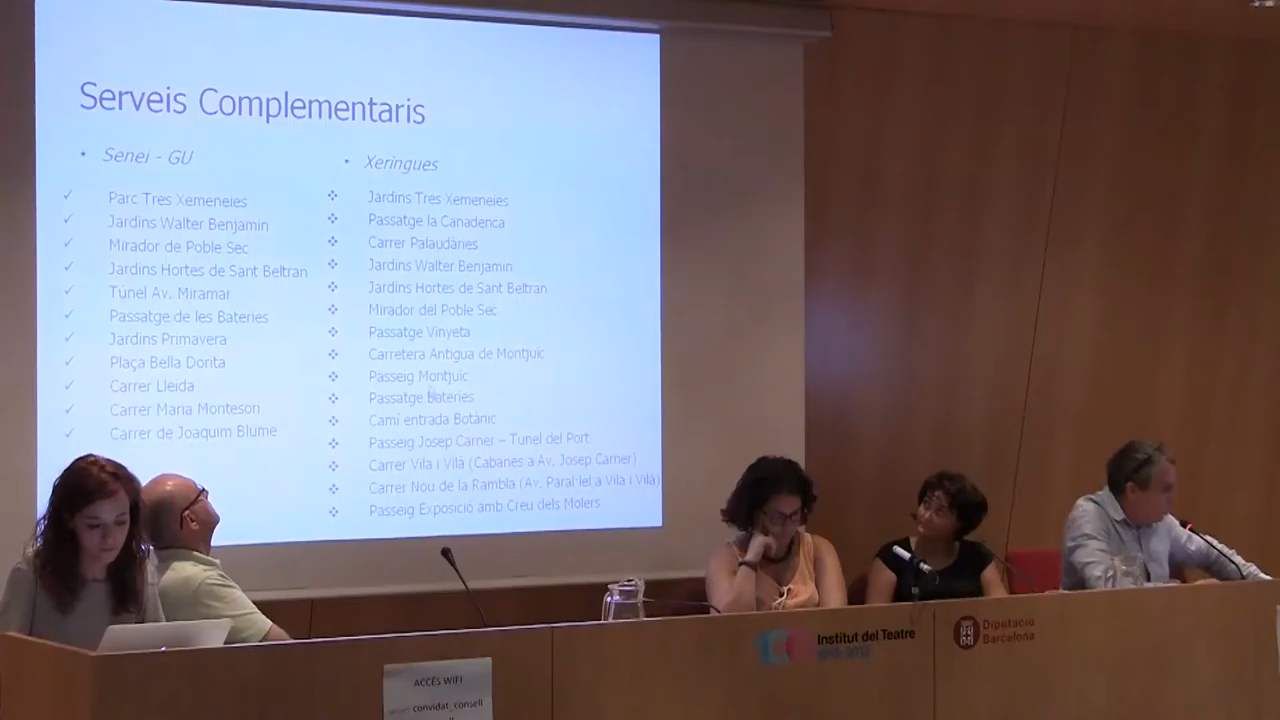 Serveis Complementaris
• Senei - GU
✓ Parc Tres Xemeneies
✓ Jardins Walter Benjamin
✓ Mirador de Poble Sec
✓ Jardins Hortes de Sant Beltran
✓ Túnel Av. Miramar
✓ Passatge de les Bateries
✓ Jardins Primavera
✓ Plaça Bella Dorita
✓ Carrer Lleida
✓ Carrer Maria Montesori
✓ Carrer de Joaquim Blume
• Xeringues
❖ Jardins Tres Xemeneies
❖ Passatge la Canadenca
❖ Carrer Palaudàries
❖ Jardins Walter Benjamin
❖ Jardins Hortes de Sant Beltran
❖ Mirador del Poble Sec
❖ Passatge Vinyeta
❖ Carretera Antigua de Montjuic
❖ Passeig Montjuic
❖ Passatge Bateries
❖ Camí entrada Botànic
❖ Passeig Josep Carner – Tunel del Port
❖ Carrer Vila i Vilà (Cabanes a Av. Josep Carner)
❖ Carrer Nou de la Rambla (Av. Paral·lel a Vila i Vilà)
❖ Passeig Exposició amb Creu dels Molers
Institut del Teatre
Diputació
Barcelona
ACCÉS WIFI
convidat_consell